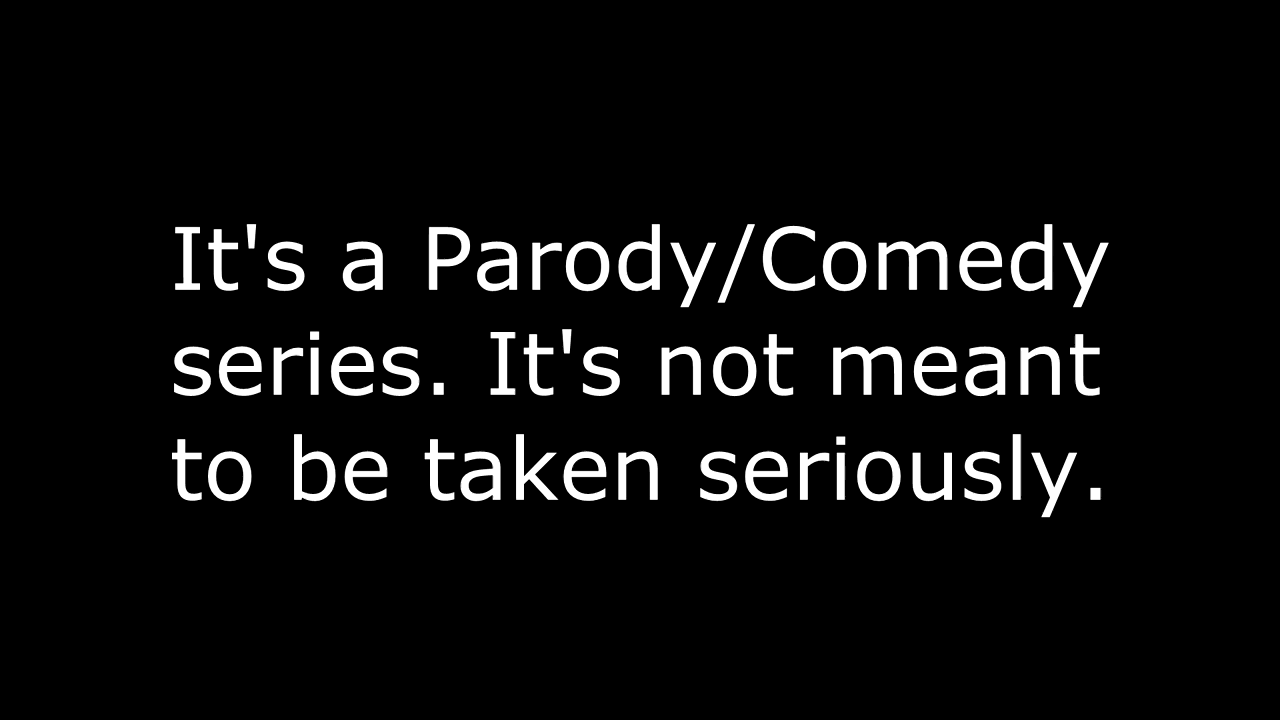 It's a Parody/Comedy
series. It's not meant
to be taken seriously.